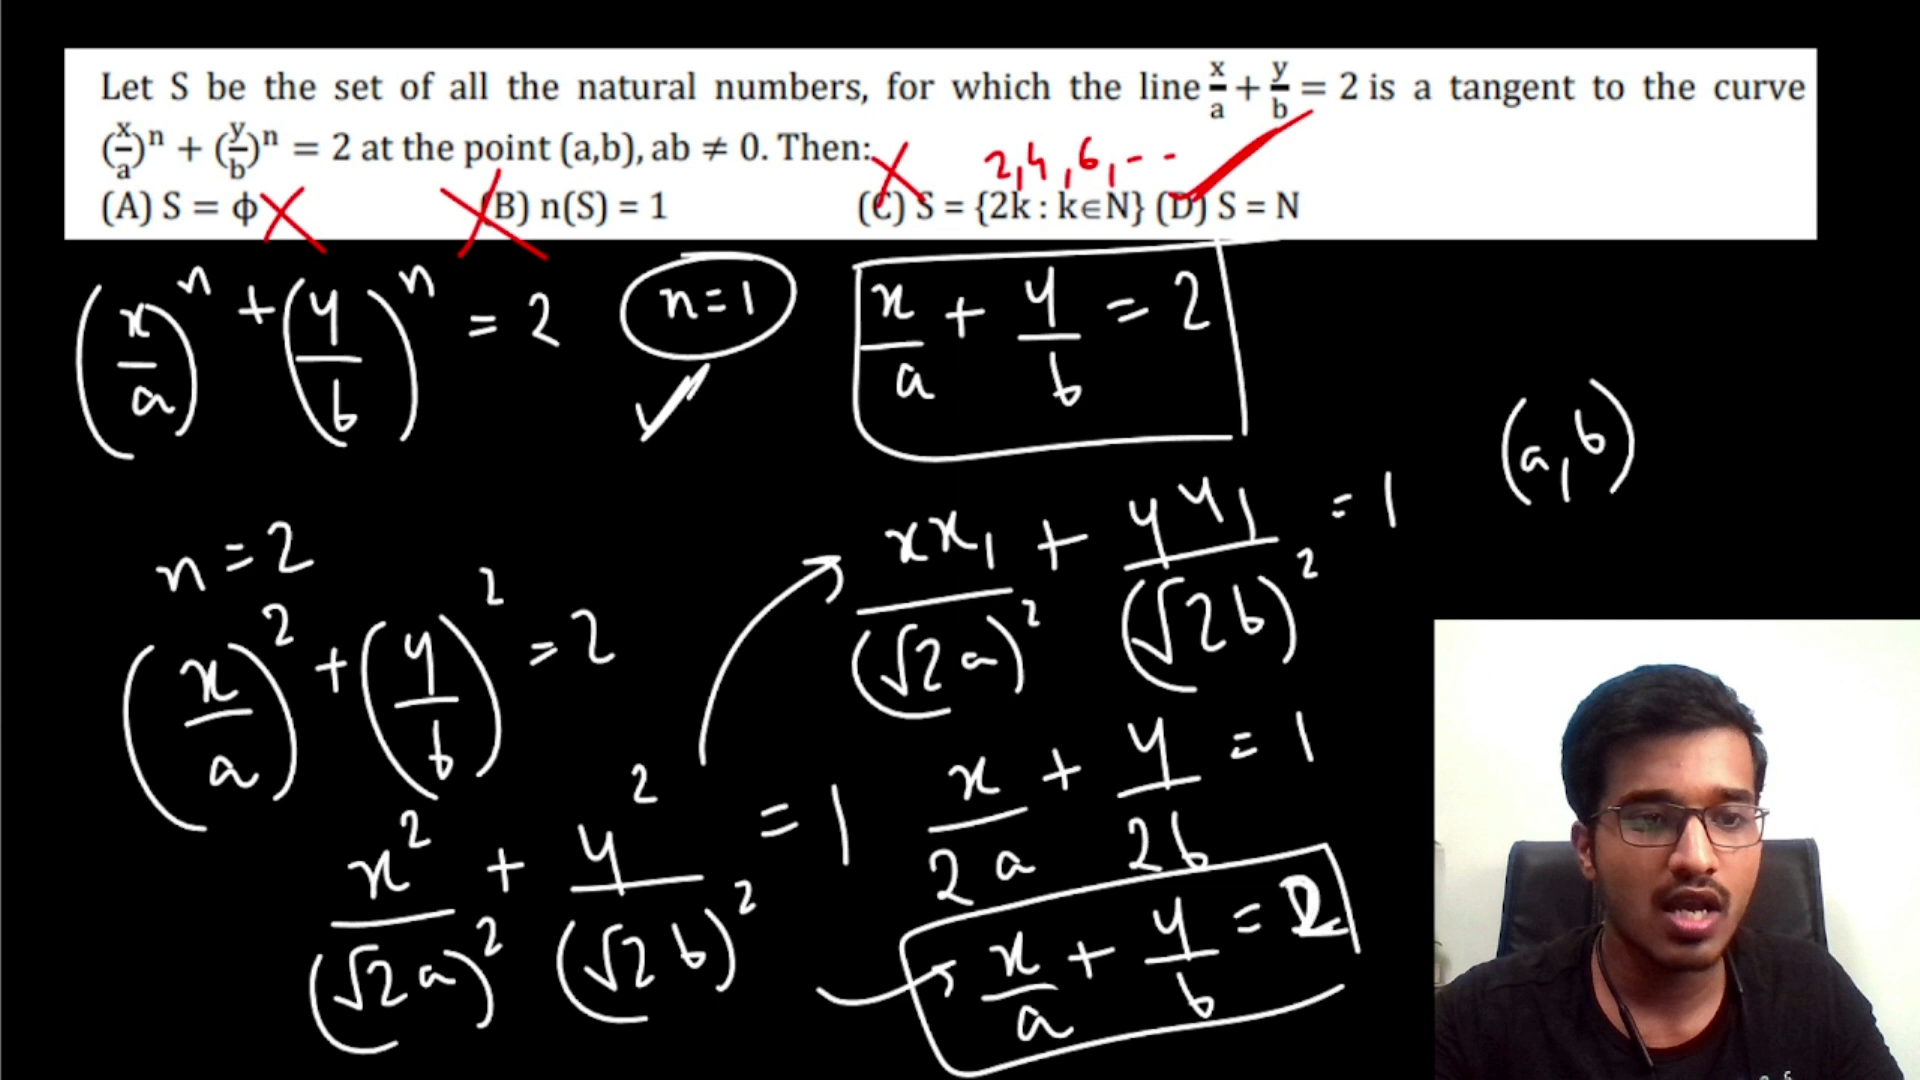 Let S be the set of all the natural numbers, for which the line x/a + y/b = 2 is a tangent to the curve
(x/a)ⁿ + (y/b)ⁿ = 2 at the point (a,b), ab ≠ 0. Then:
2, 4, 6, - -
(A) S = ϕ (B) n(S) = 1 (C) S = {2k : k∈N} (D) S = N
(x/a)ⁿ + (y/b)ⁿ = 2
n=1
x/a + y/b = 2
(a,b)
n=2
(x/a)² + (y/b)² = 2
x²/(√2a)² + y²/(√2b)² = 1
xx₁/(√2a)² + yy₁/(√2b)² = 1
x/2a + y/2b = 1
x/a + y/b = 2